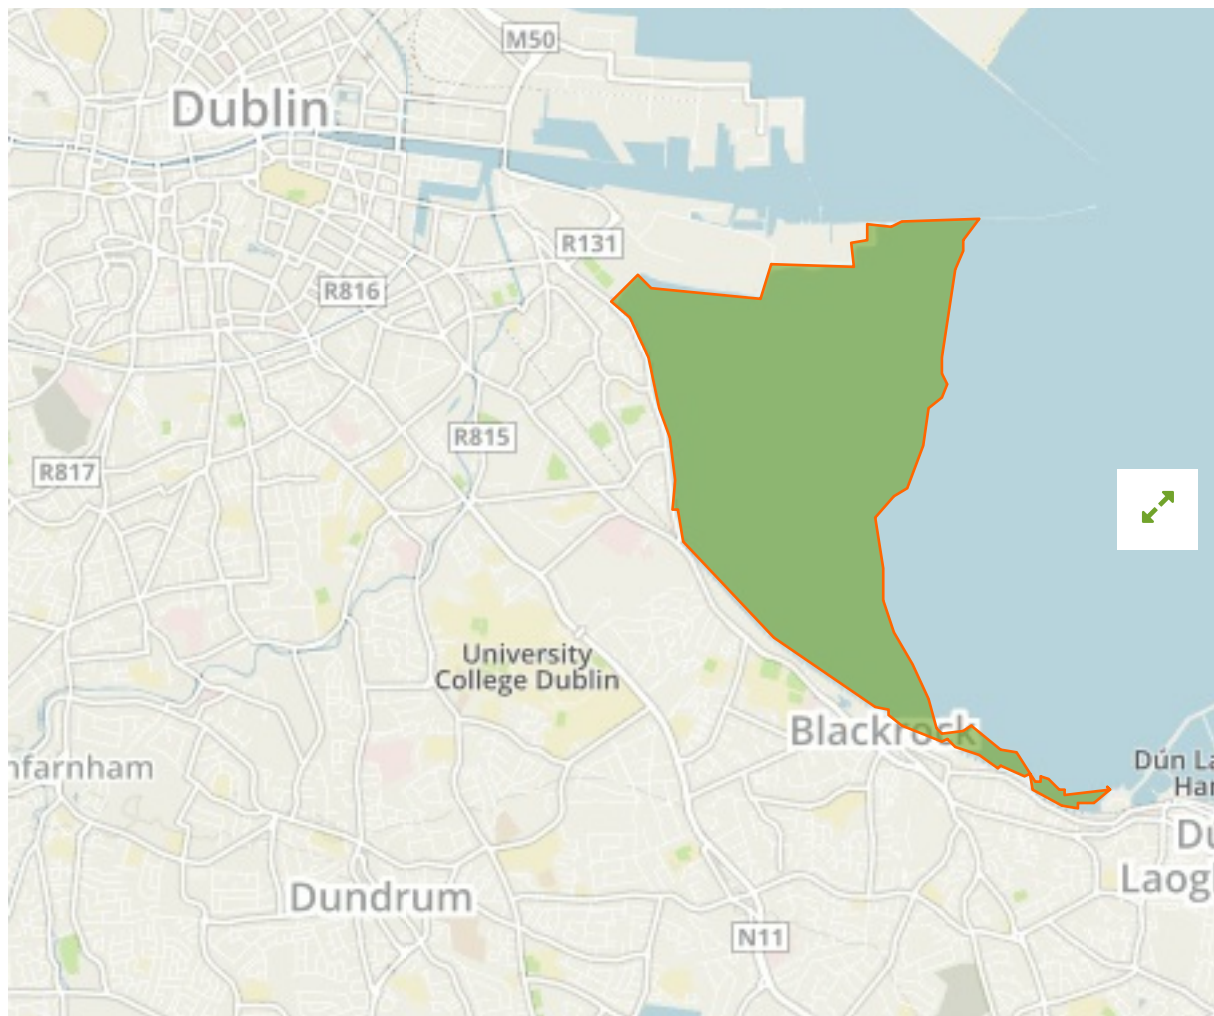 M50
Dublin
R131
R816
R815
R817
University
College Dublin
Blackrock
nfarnham
Dún La
Har
Du
Laog
Dundrum
N11